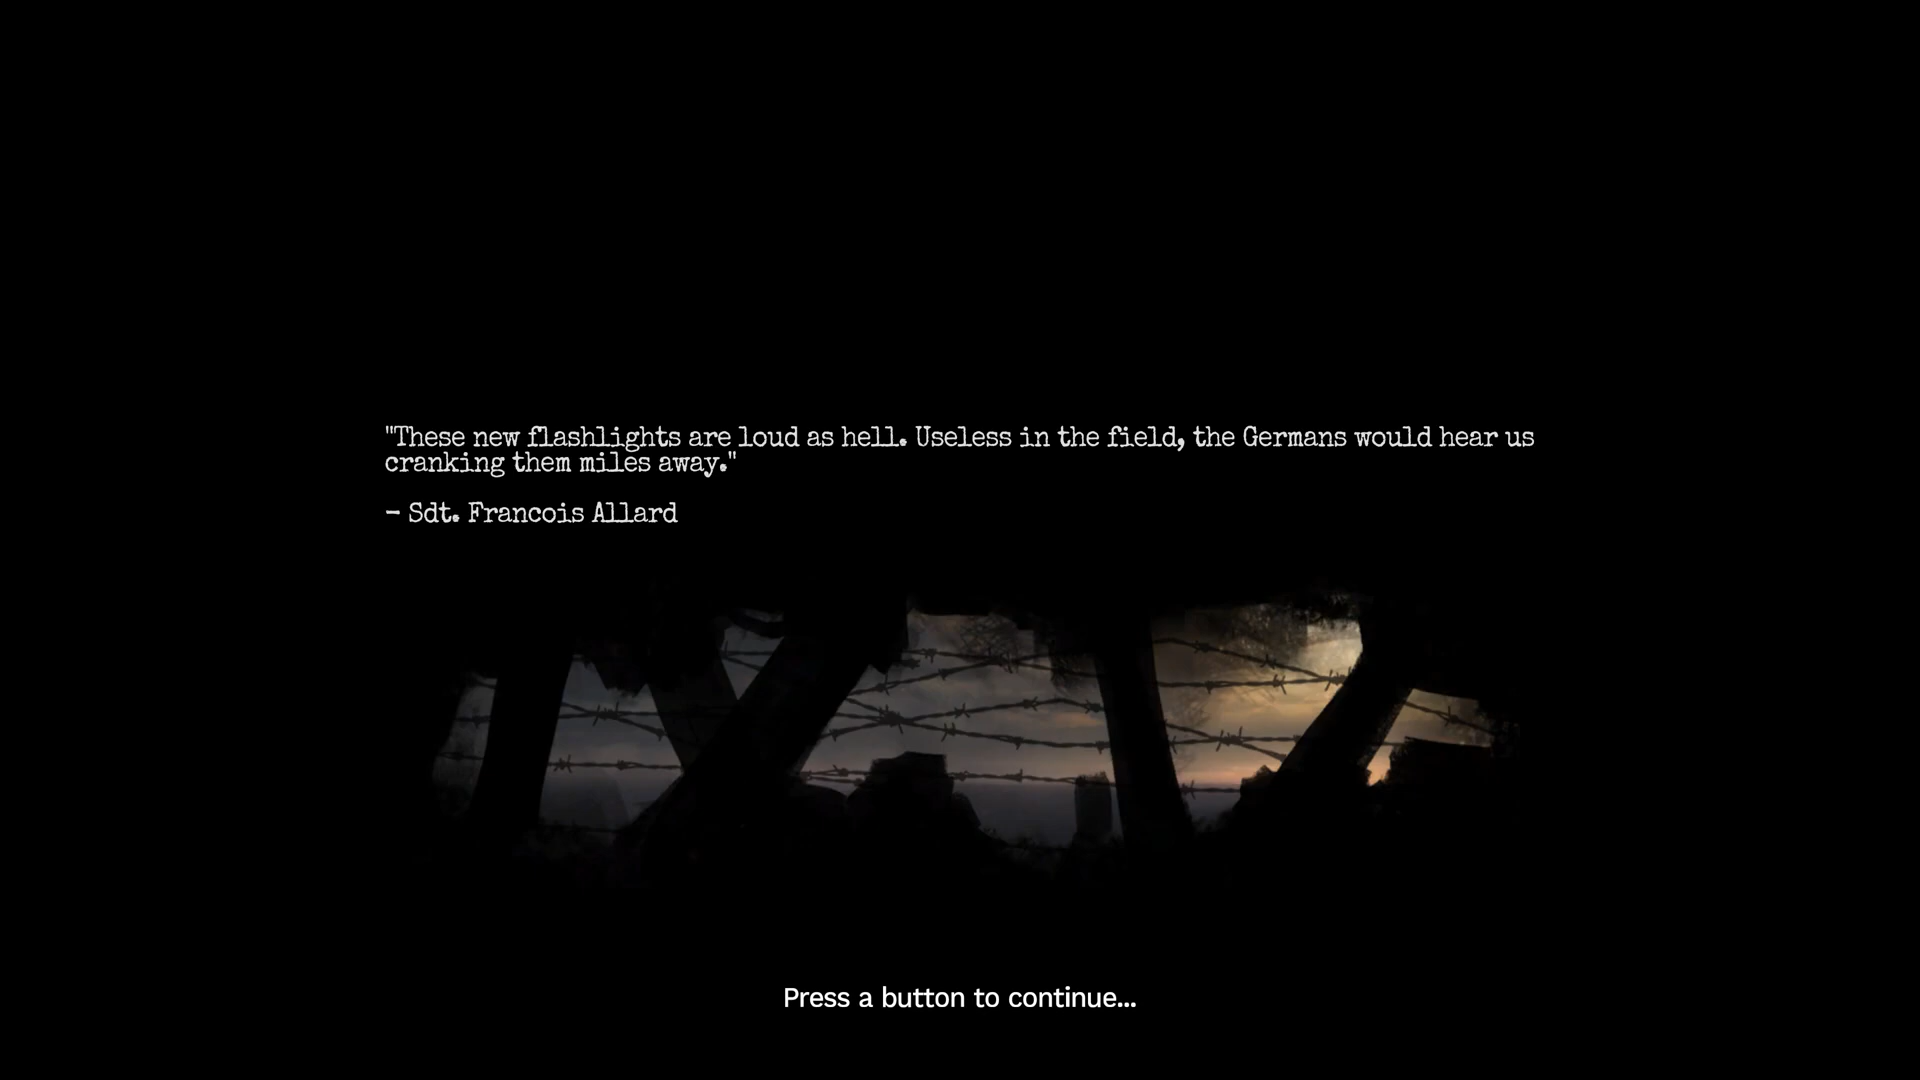 "These new flashlights are loud as hell. Useless in the field, the Germans would hear us
cranking them miles away."
- Sdt. Francois Allard
Press a button to continue...